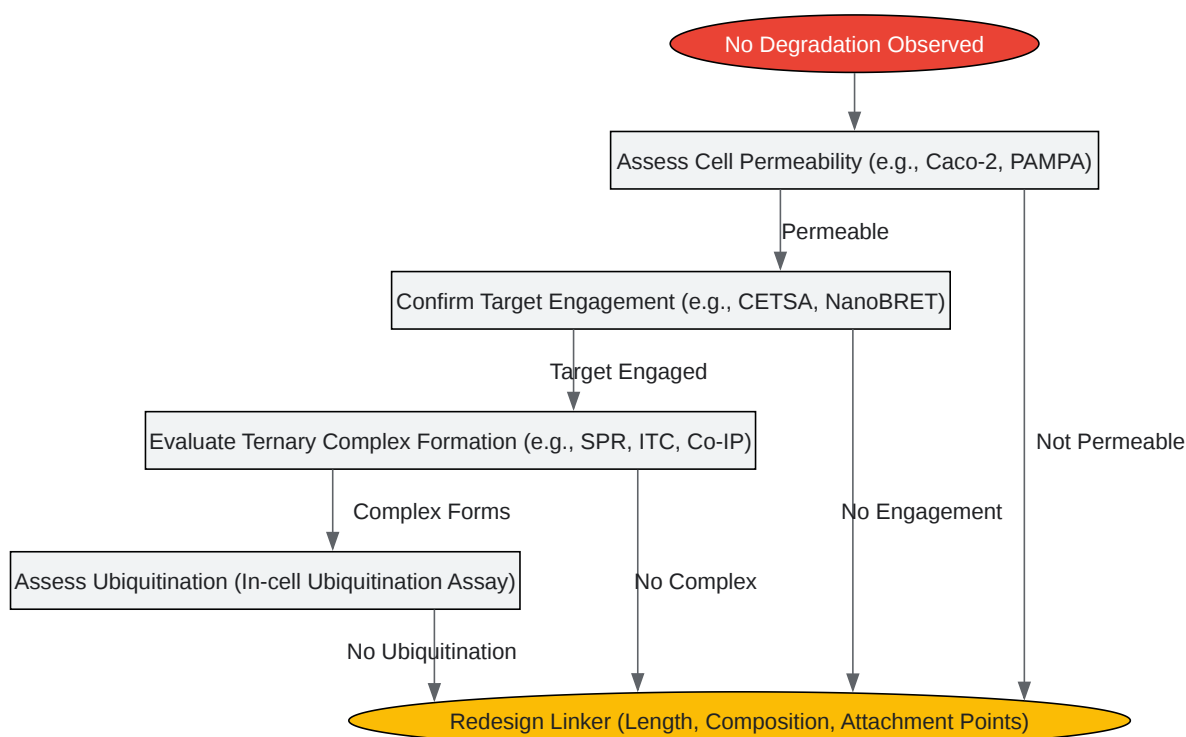 No Degradation Observed
Assess Cell Permeability (e.g., Caco-2, PAMPA)
Permeable
Confirm Target Engagement (e.g., CETSA, NanoBRET)
Target Engaged
Evaluate Ternary Complex Formation (e.g., SPR, ITC, Co-IP)
Not Permeable
Complex Forms
No Engagement
Assess Ubiquitination (In-cell Ubiquitination Assay)
No Complex
No Ubiquitination
Redesign Linker (Length, Composition, Attachment Points)